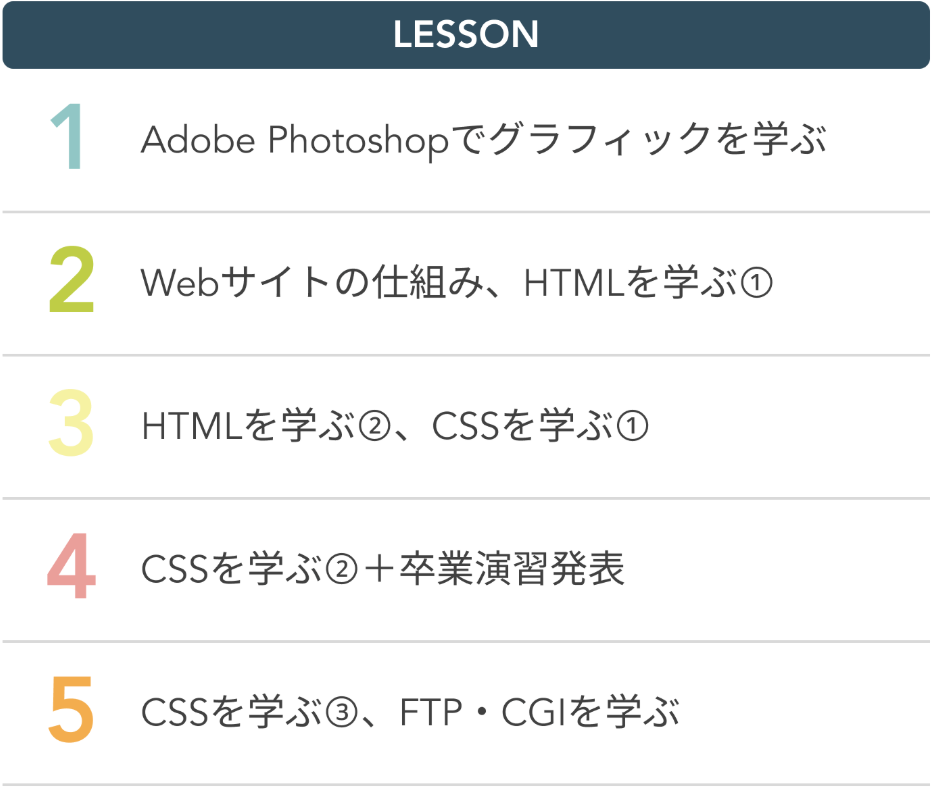 LESSON
1 Adobe Photoshopでグラフィックを学ぶ
2 Webサイトの仕組み、HTMLを学ぶ①
3 HTMLを学ぶ②、CSSを学ぶ①
4 CSSを学ぶ②＋卒業演習発表
5 CSSを学ぶ③、FTP・CGIを学ぶ